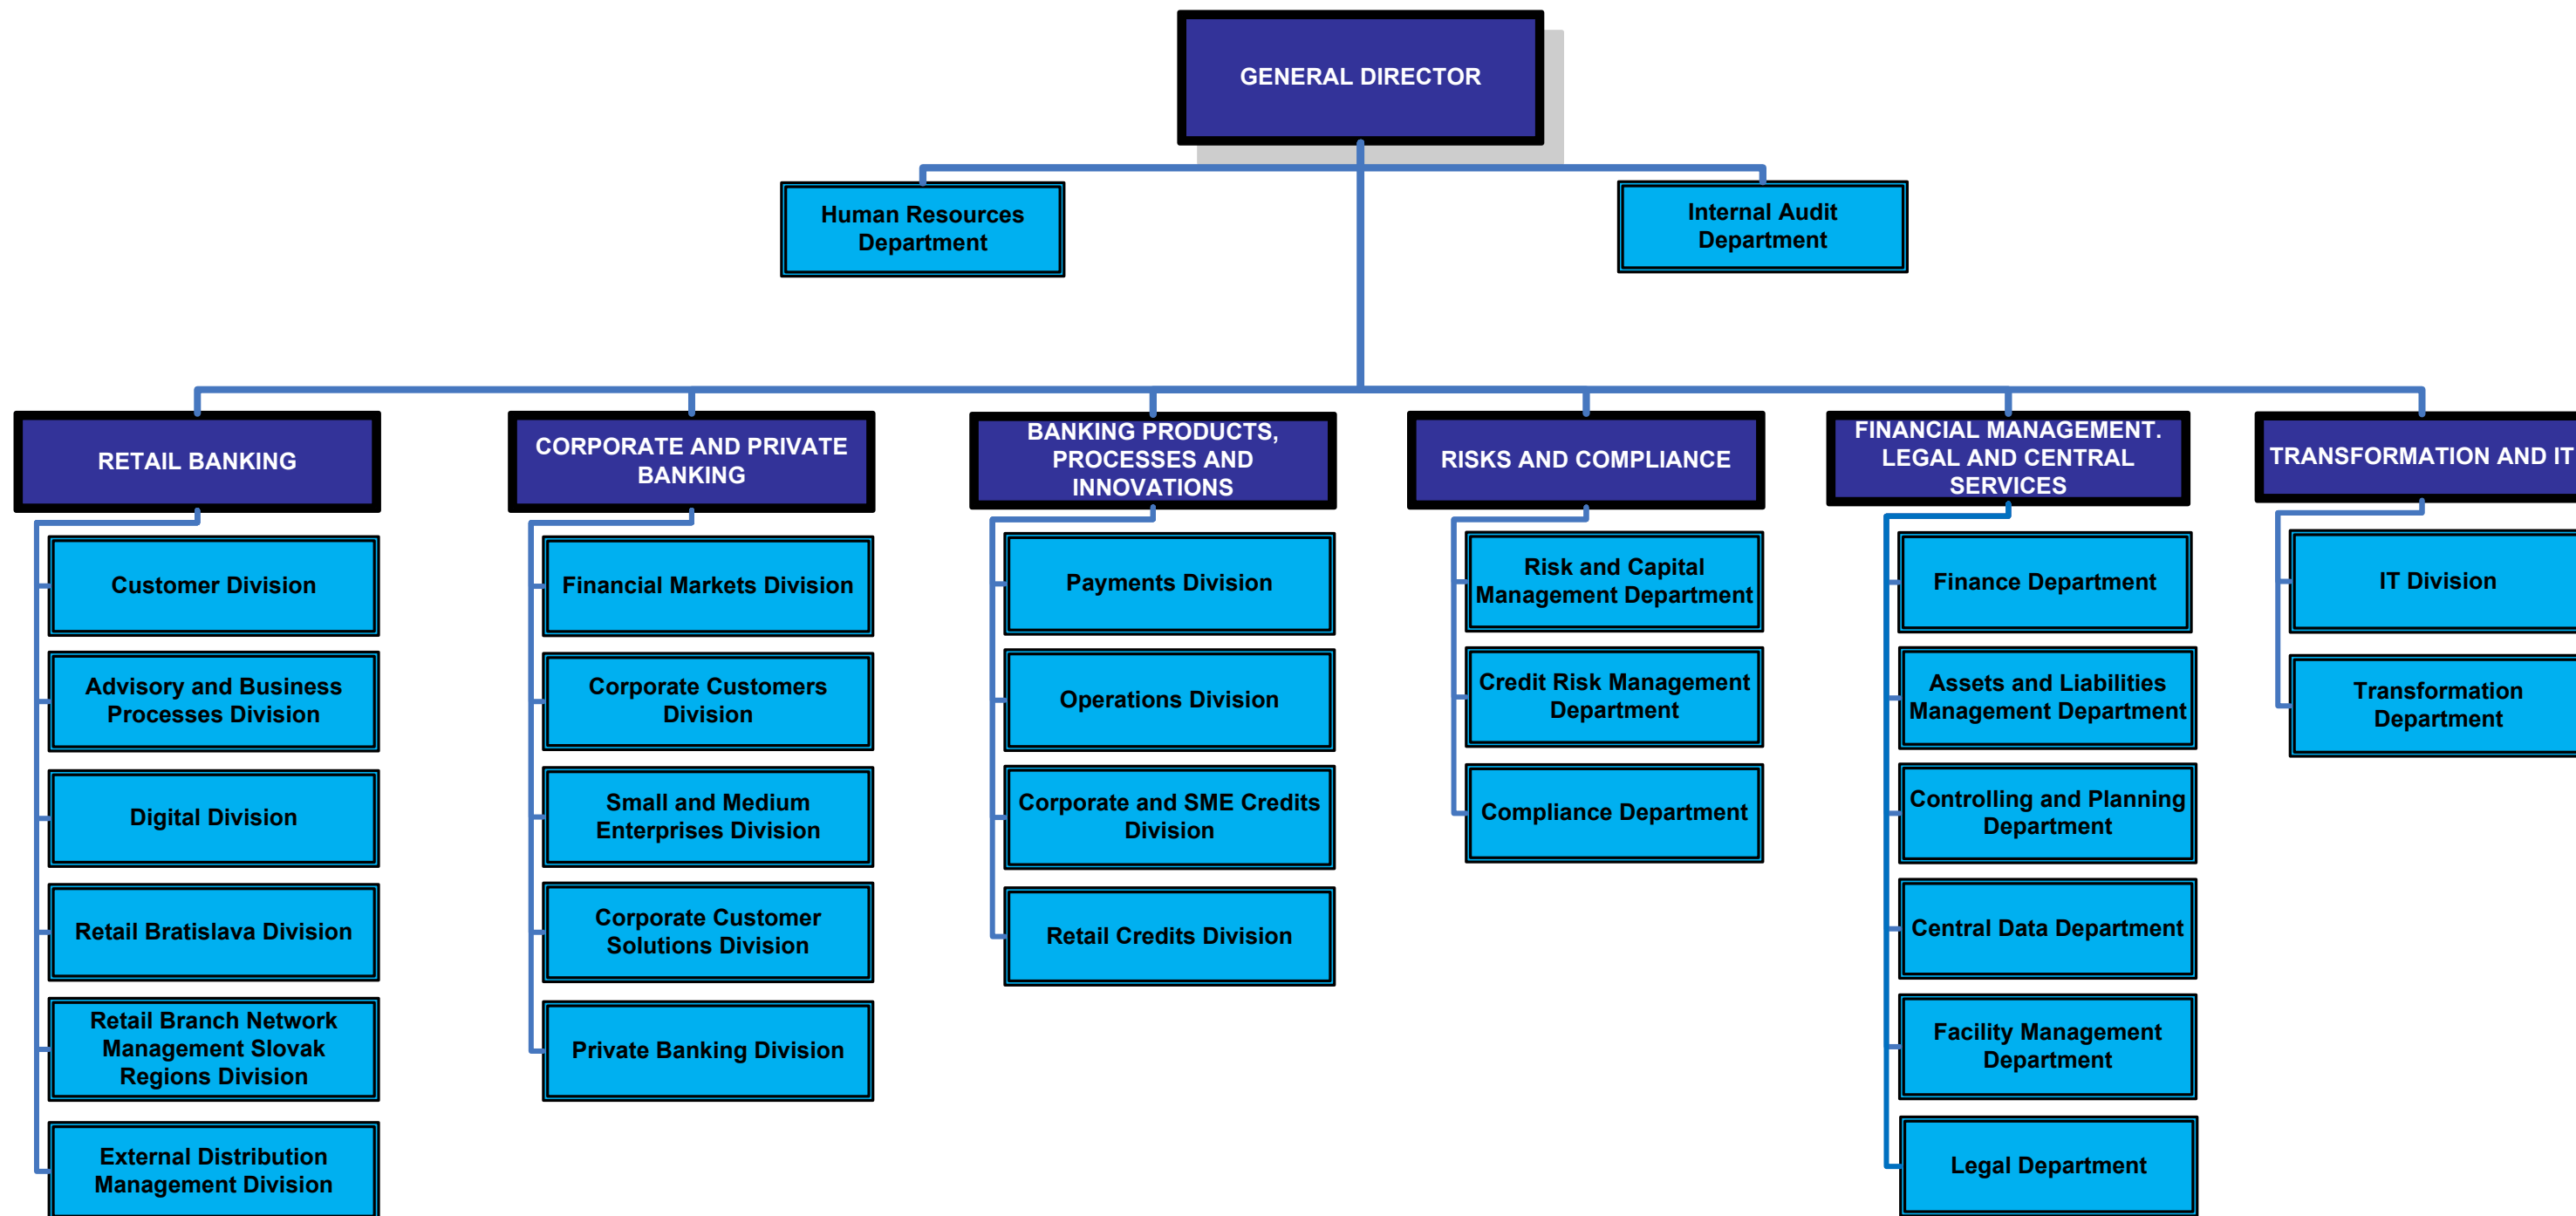 GENERAL DIRECTOR
Human Resources
Department
Internal Audit
Department
RETAIL BANKING
Customer Division
Advisory and Business
Processes Division
Digital Division
Retail Bratislava Division
Retail Branch Network
Management Slovak
Regions Division
External Distribution
Management Division
CORPORATE AND PRIVATE
BANKING
Financial Markets Division
Corporate Customers
Division
Small and Medium
Enterprises Division
Corporate Customer
Solutions Division
Private Banking Division
BANKING PRODUCTS,
PROCESSES AND
INNOVATIONS
Payments Division
Operations Division
Corporate and SME Credits
Division
Retail Credits Division
RISKS AND COMPLIANCE
Risk and Capital
Management Department
Credit Risk Management
Department
Compliance Department
FINANCIAL MANAGEMENT.
LEGAL AND CENTRAL
SERVICES
Finance Department
Assets and Liabilities
Management Department
Controlling and Planning
Department
Central Data Department
Facility Management
Department
Legal Department
TRANSFORMATION AND IT
IT Division
Transformation
Department